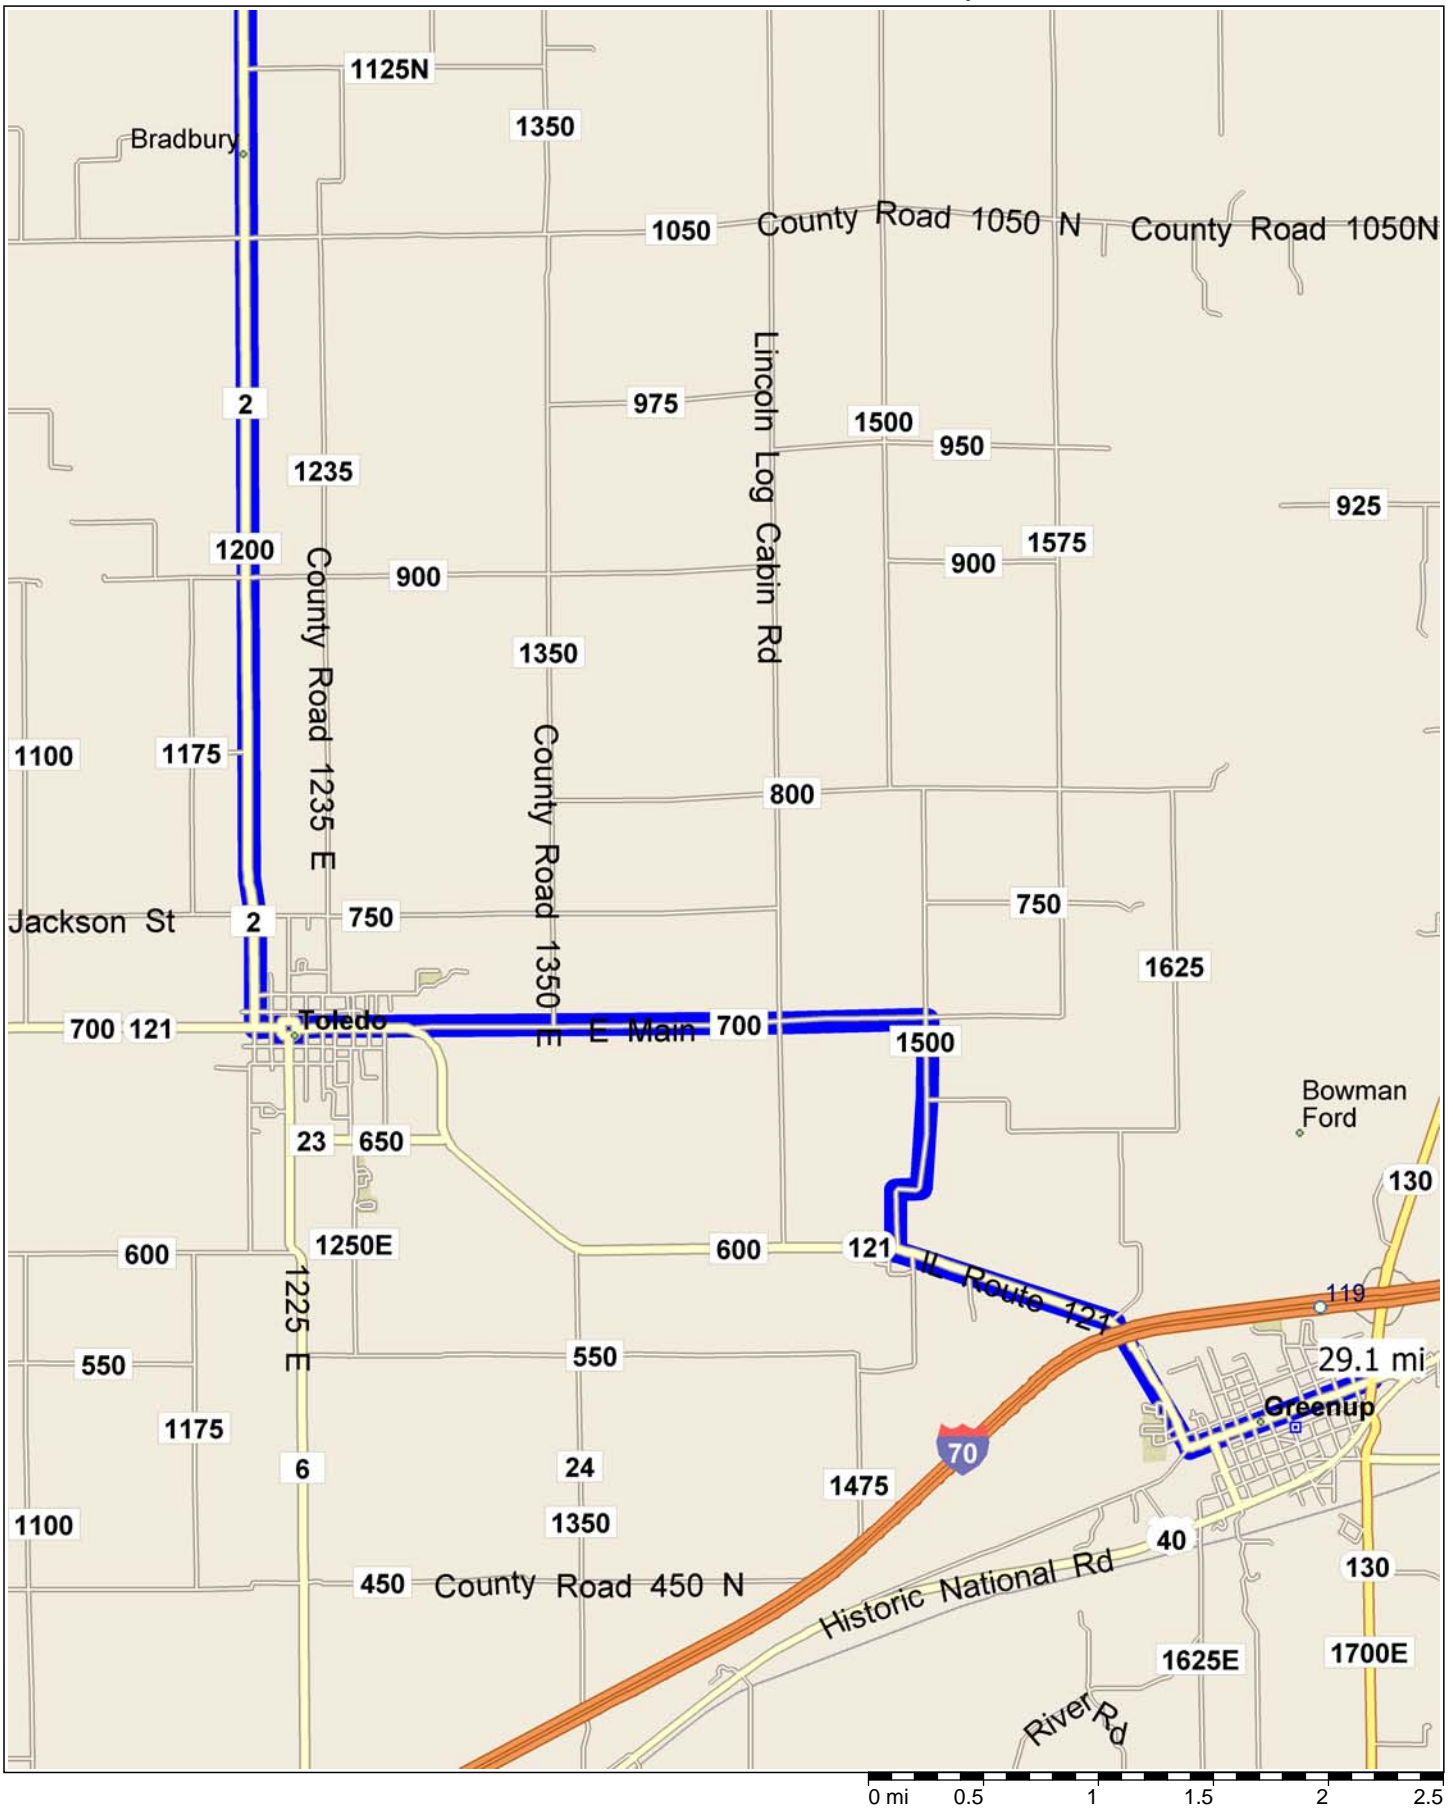 1125N
1350
Bradbury
1050
County Road 1050 N
County Road 1050N
2
975
Lincoln Log Cabin Rd
1500
950
1235
925
1200
County Road 1235 E
900
900
1575
1350
1100
1175
County Road 1350 E
800
Jackson St
2
750
750
1625
700
121
Toledo
E Main
700
1500
Bowman
Ford
23
650
130
600
1250E
600
121
IL Route 121
1225 E
119
550
550
29.1 mi
Greenup
1175
70
6
24
1475
1100
1350
40
450
County Road 450 N
Historic National Rd
130
1625E
1700E
River Rd
0 mi
0.5
1
1.5
2
2.5